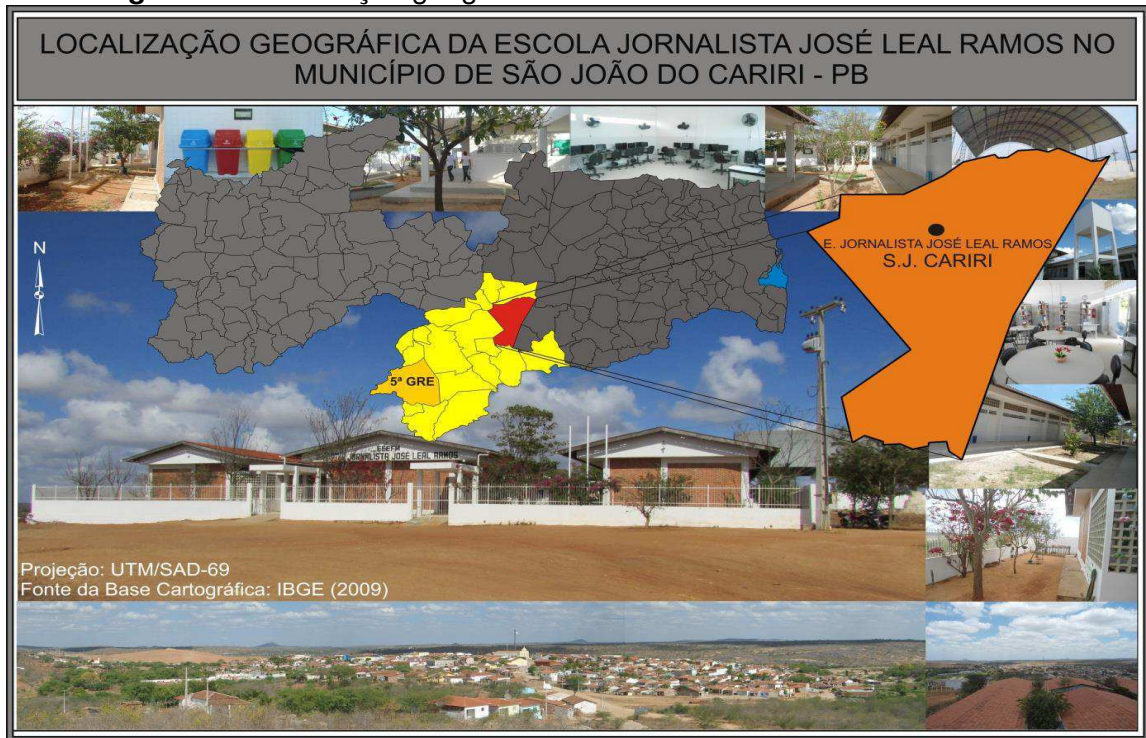 LOCALIZAÇÃO GEOGRÁFICA DA ESCOLA JORNALISTA JOSÉ LEAL RAMOS NO
MUNICÍPIO DE SÃO JOÃO DO CARIRI - PB
N
E. JORNALISTA JOSÉ LEAL RAMOS
S.J. CARIRI
5ª GRE
EEEFM
JORNALISTA JOSÉ LEAL RAMOS
Projeção: UTM/SAD-69
Fonte da Base Cartográfica: IBGE (2009)